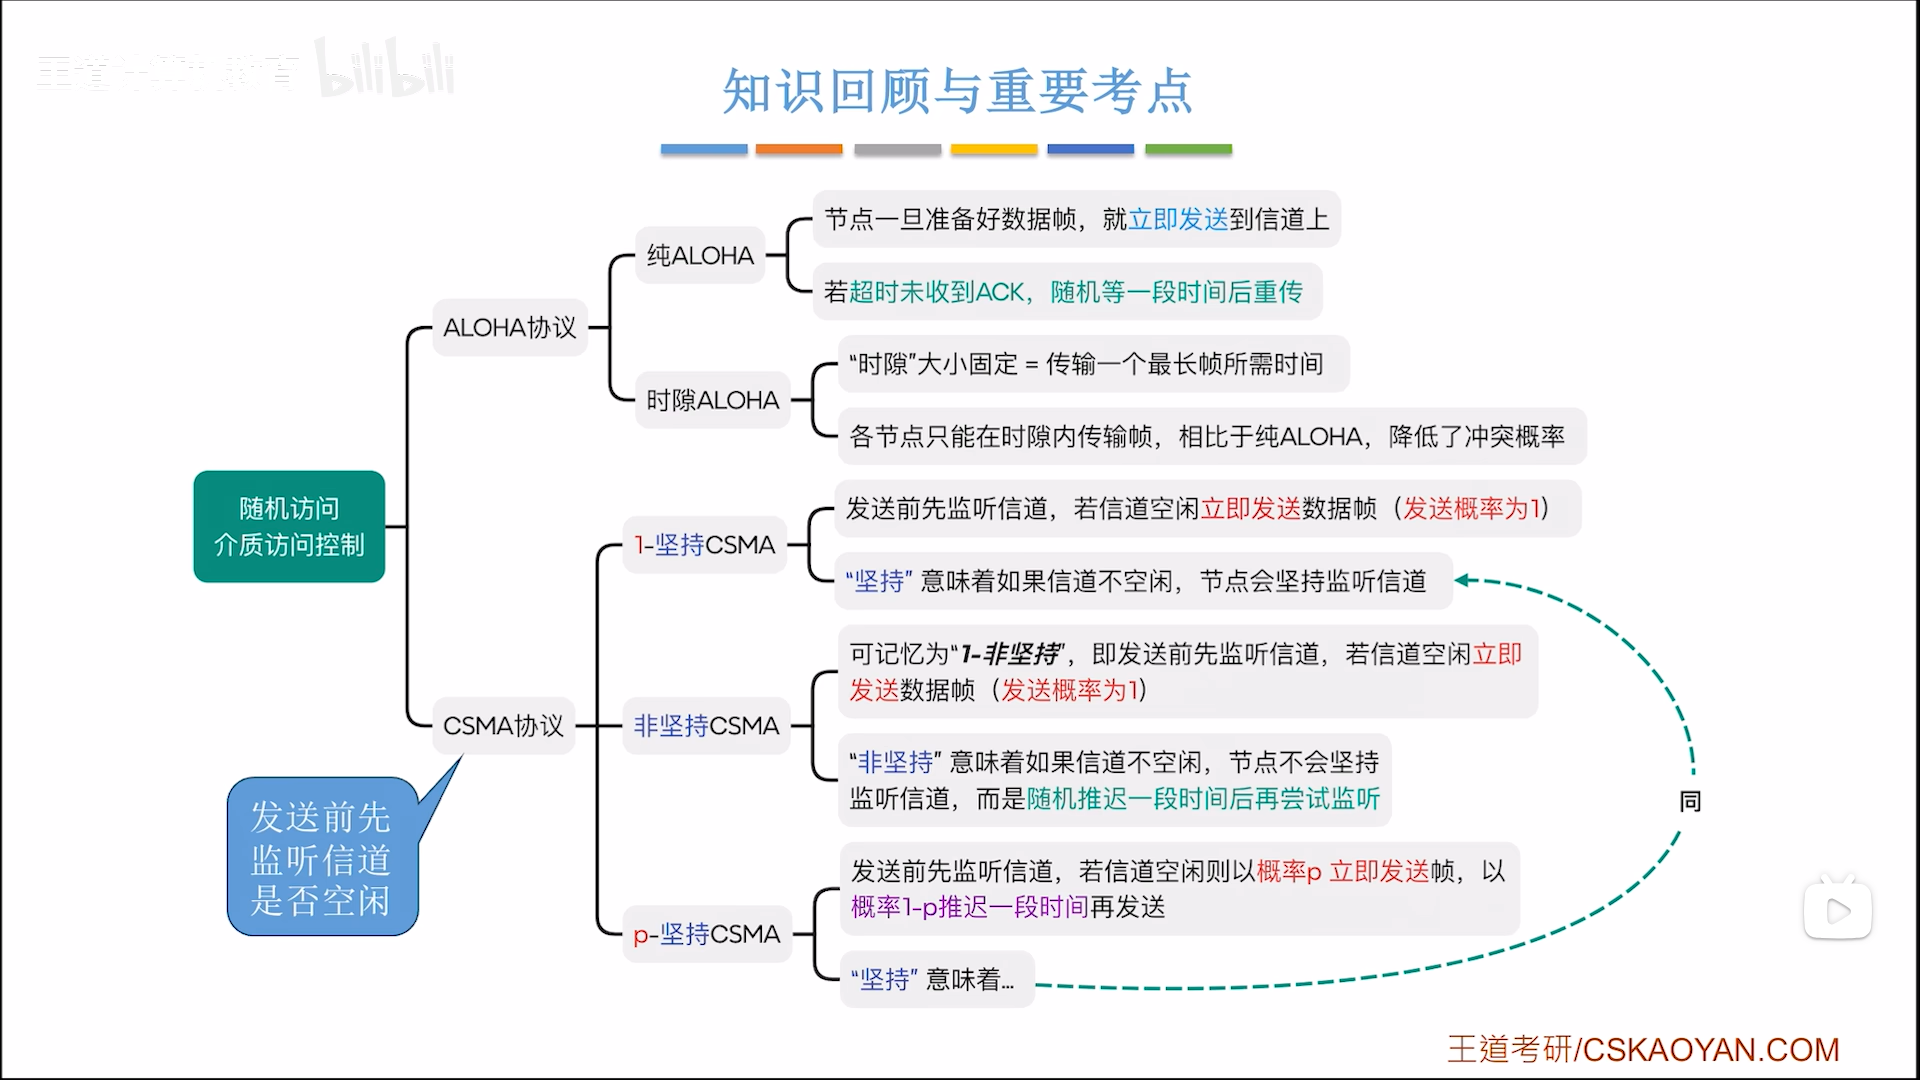 王道计算机教育 bilibili
知识回顾与重要考点
节点一旦准备好数据帧，就立即发送到信道上
纯ALOHA
若超时未收到ACK，随机等一段时间后重传
ALOHA协议
“时隙”大小固定 = 传输一个最长帧所需时间
时隙ALOHA
各节点只能在时隙内传输帧，相比于纯ALOHA，降低了冲突概率
随机访问
介质访问控制
发送前先监听信道，若信道空闲立即发送数据帧（发送概率为1）
1-坚持CSMA
“坚持” 意味着如果信道不空闲，节点会坚持监听信道
可记忆为“1-非坚持”，即发送前先监听信道，若信道空闲立即
发送数据帧（发送概率为1）
CSMA协议
非坚持CSMA
“非坚持” 意味着如果信道不空闲，节点不会坚持
监听信道，而是随机推迟一段时间后再尝试监听
同
发送前先
监听信道
是否空闲
发送前先监听信道，若信道空闲则以概率p 立即发送帧，以
概率1-p推迟一段时间再发送
p-坚持CSMA
“坚持” 意味着...
王道考研/CSKAOYAN.COM